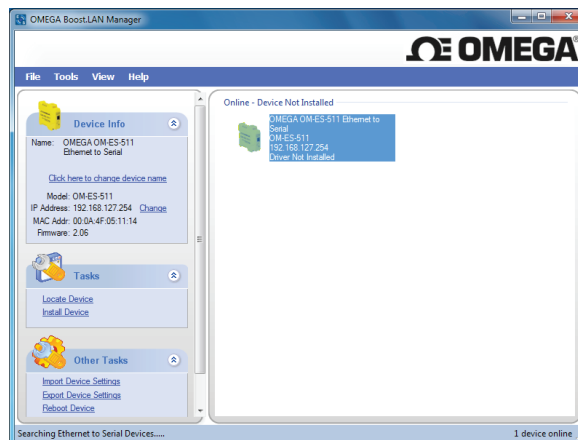 OMEGA Boost.LAN Manager
OMEGA®
File Tools View Help
Device Info
Name: OMEGA OM-ES-511
Ethernet to Serial
Click here to change device name
Model: OM-ES-511
IP Address: 192.168.127.254 Change
MAC Addr: 00:0A:4F:05:11:14
Firmware: 2.06
Tasks
Locate Device
Install Device
Other Tasks
Import Device Settings
Export Device Settings
Reboot Device
Online - Device Not Installed
OMEGA OM-ES-511 Ethernet to
Serial
OM-ES-511
192.168.127.254
Driver Not Installed
Searching Ethernet to Serial Devices..... 1 device online